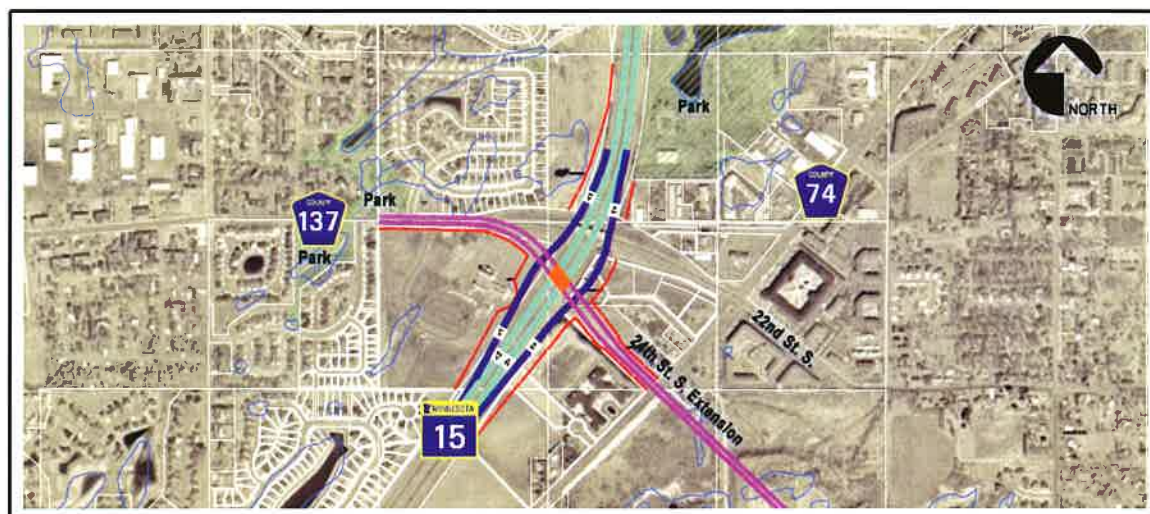 Park
NORTH
COUNTY
74
Park
COUNTY
137
Park
22nd St. S.
24th St. S. Extension
MINNESOTA
15